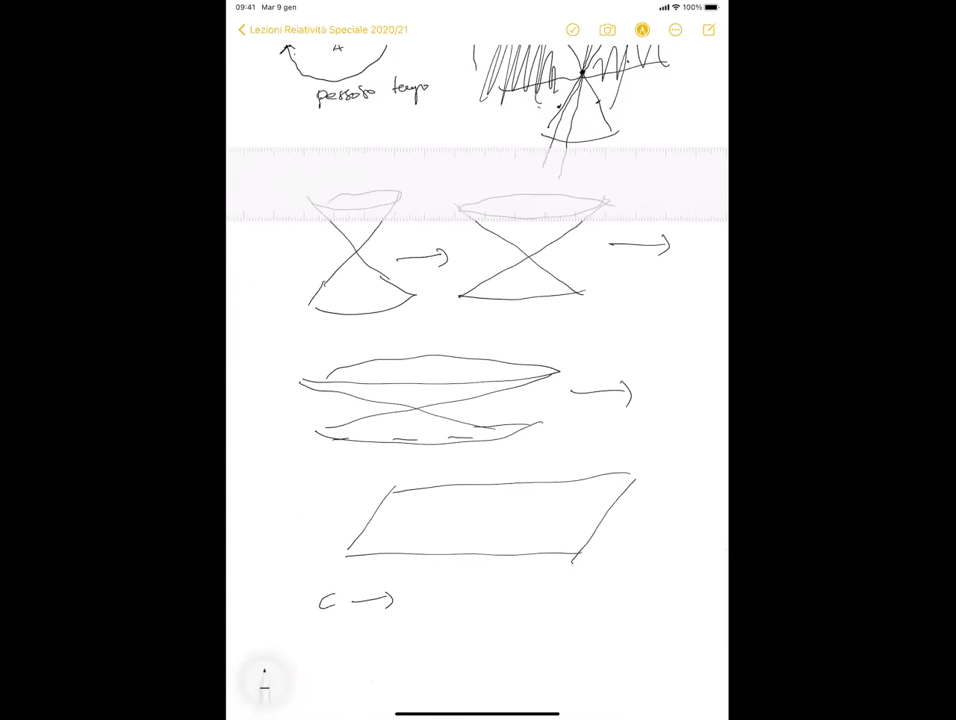 09:41 Mar 9 gen
100%
Lezioni Relatività Speciale 2020/21
A
passato tempo
C →